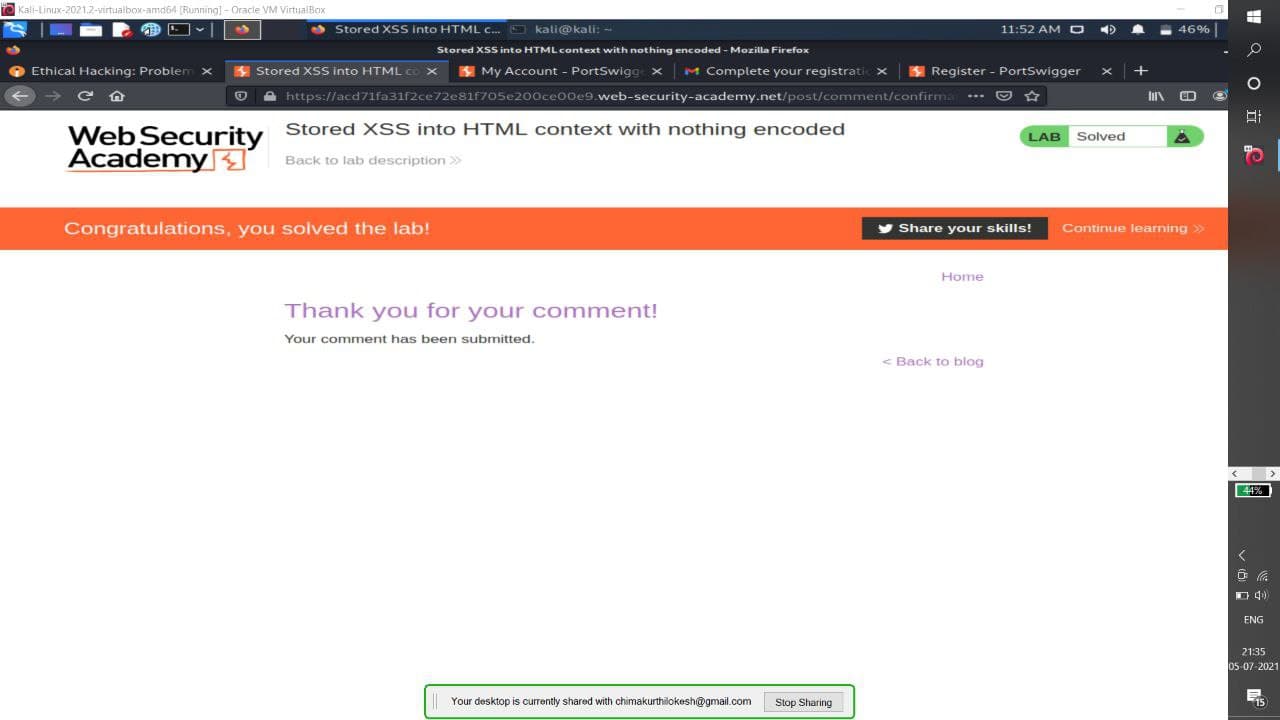 Kali-Linux-2021.2-virtualbox-amd64 [Running] - Oracle VM VirtualBox
Stored XSS into HTML c... kali@kali: ~ 11:52 AM 46%
Stored XSS into HTML context with nothing encoded - Mozilla Firefox
Ethical Hacking: Problem Stored XSS into HTML co My Account - PortSwigge Complete your registratio Register - PortSwigger
https://acd71fa31f2ce72e81f705e200ce00e9.web-security-academy.net/post/comment/confirma
Web Security
Academy
Stored XSS into HTML context with nothing encoded
Back to lab description
LAB Solved
Congratulations, you solved the lab!
Share your skills!
Continue learning
Home
Thank you for your comment!
Your comment has been submitted.
< Back to blog
Your desktop is currently shared with chimakurthilokesh@gmail.com Stop Sharing
44%
ENG
21:35
05-07-2021
15